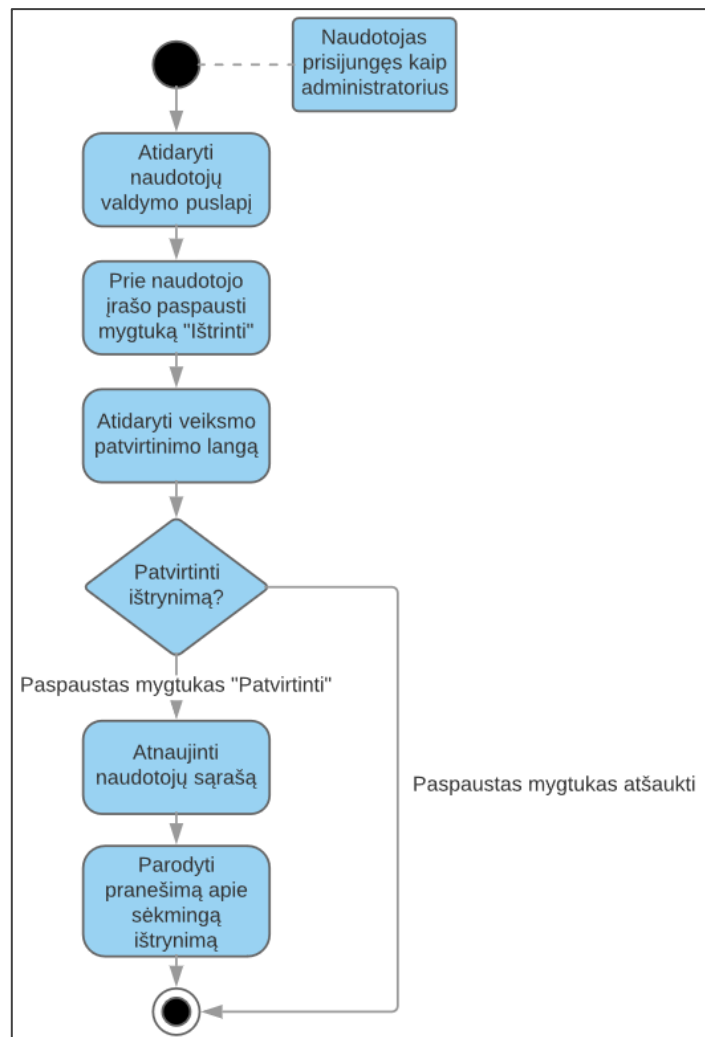 Naudotojas
prisijungęs kaip
administratorius
Atidaryti
naudotojų
valdymo puslapį
Prie naudotojo
įrašo paspausti
mygtuką "Ištrinti"
Atidaryti veiksmo
patvirtinimo langą
Patvirtinti
ištrynimą?
Paspaustas mygtukas "Patvirtinti"
Atnaujinti
naudotojų sąrašą
Paspaustas mygtukas atšaukti
Parodyti
pranešimą apie
sėkmingą
ištrynimą